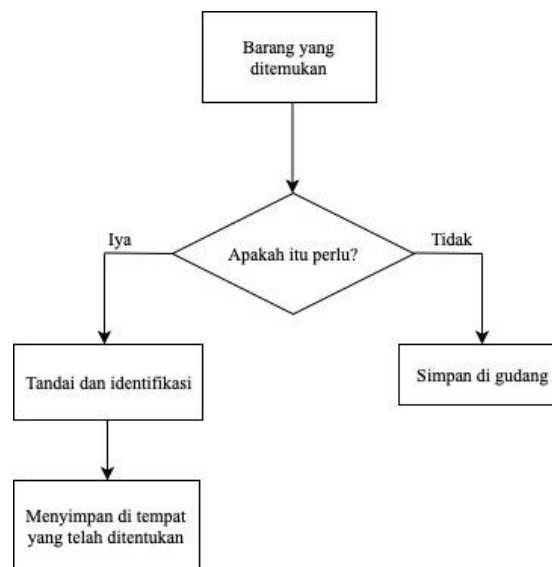 Barang yang
ditemukan
Iya
Apakah itu perlu?
Tidak
Tandai dan identifikasi
Simpan di gudang
Menyimpan di tempat
yang telah ditentukan